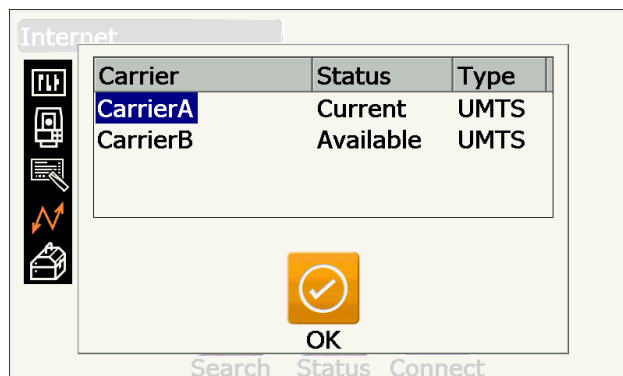 Internet
Carrier Status Type
CarrierA Current UMTS
CarrierB Available UMTS
OK
Search Status Connect